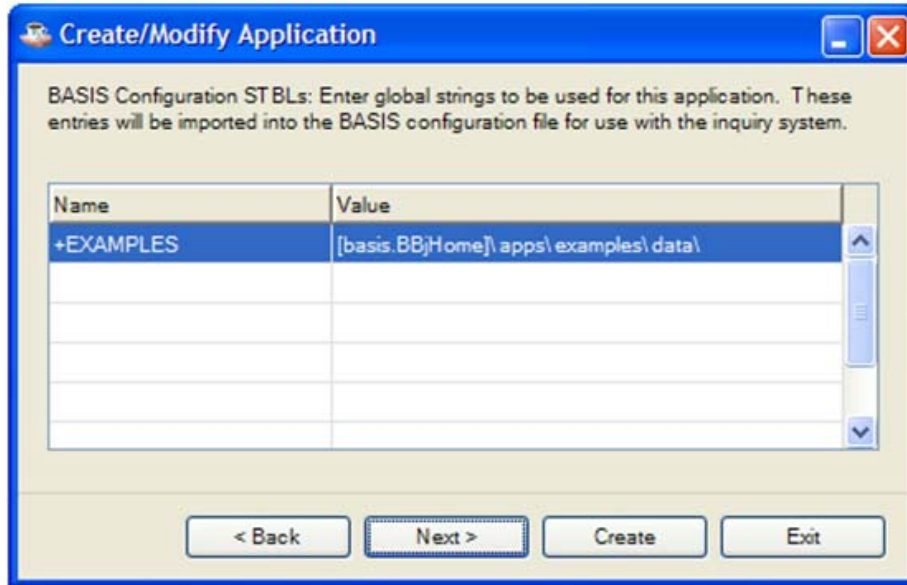 Create/Modify Application
BASIS Configuration STBLs: Enter global strings to be used for this application. These
entries will be imported into the BASIS configuration file for use with the inquiry system.
Name Value
+EXAMPLES [basis.BBjHome]\apps\examples\data\
< Back Next > Create Exit